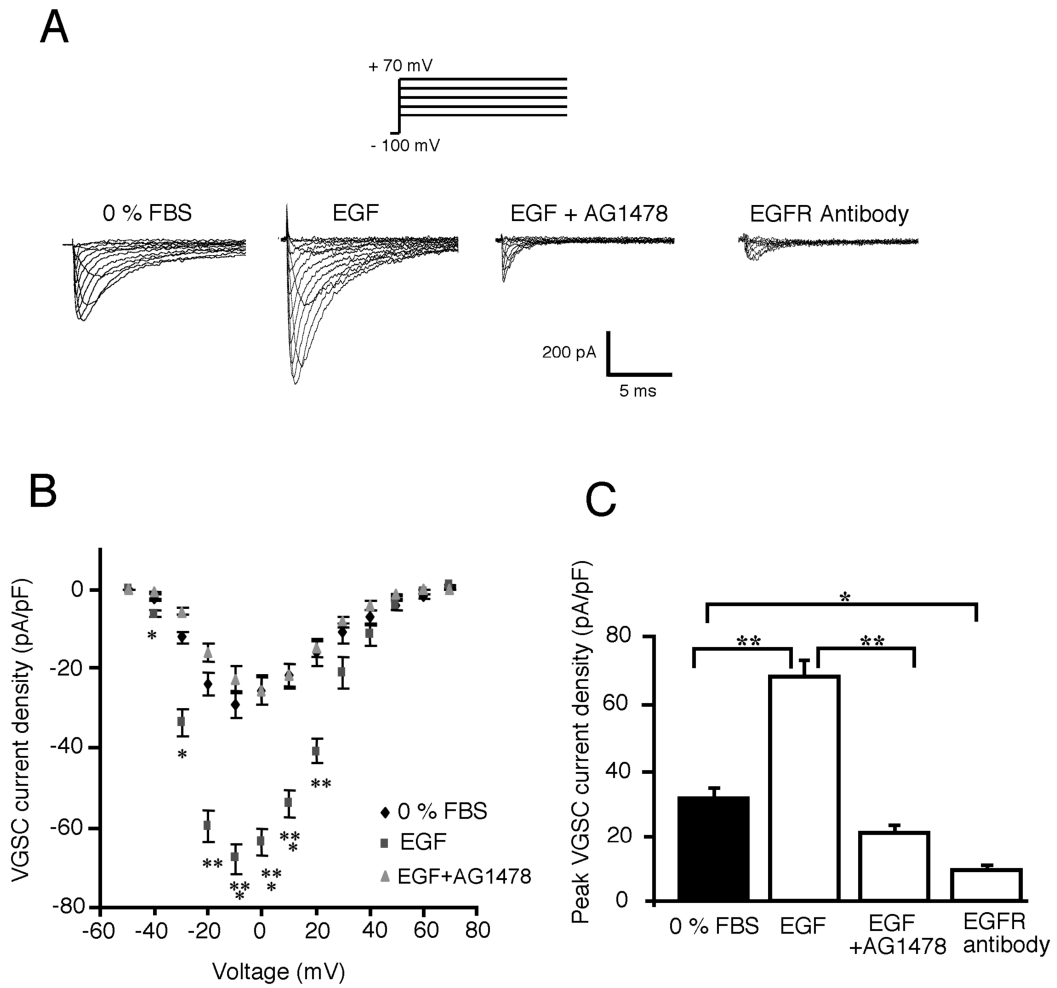 A
+ 70 mV
- 100 mV
0 % FBS
EGF
EGF + AG1478
EGFR Antibody
200 pA
5 ms
B
VGSC current density (pA/pF)
0
-20
-40
-60
-80
-60
-40
-20
0
20
40
60
80
Voltage (mV)
*
*
**
**
*
**
*
**
*
**
0 % FBS
EGF
EGF+AG1478
C
Peak VGSC current density (pA/pF)
80
60
40
20
0
*
**
**
0 % FBS
EGF
EGF
+AG1478
EGFR
antibody